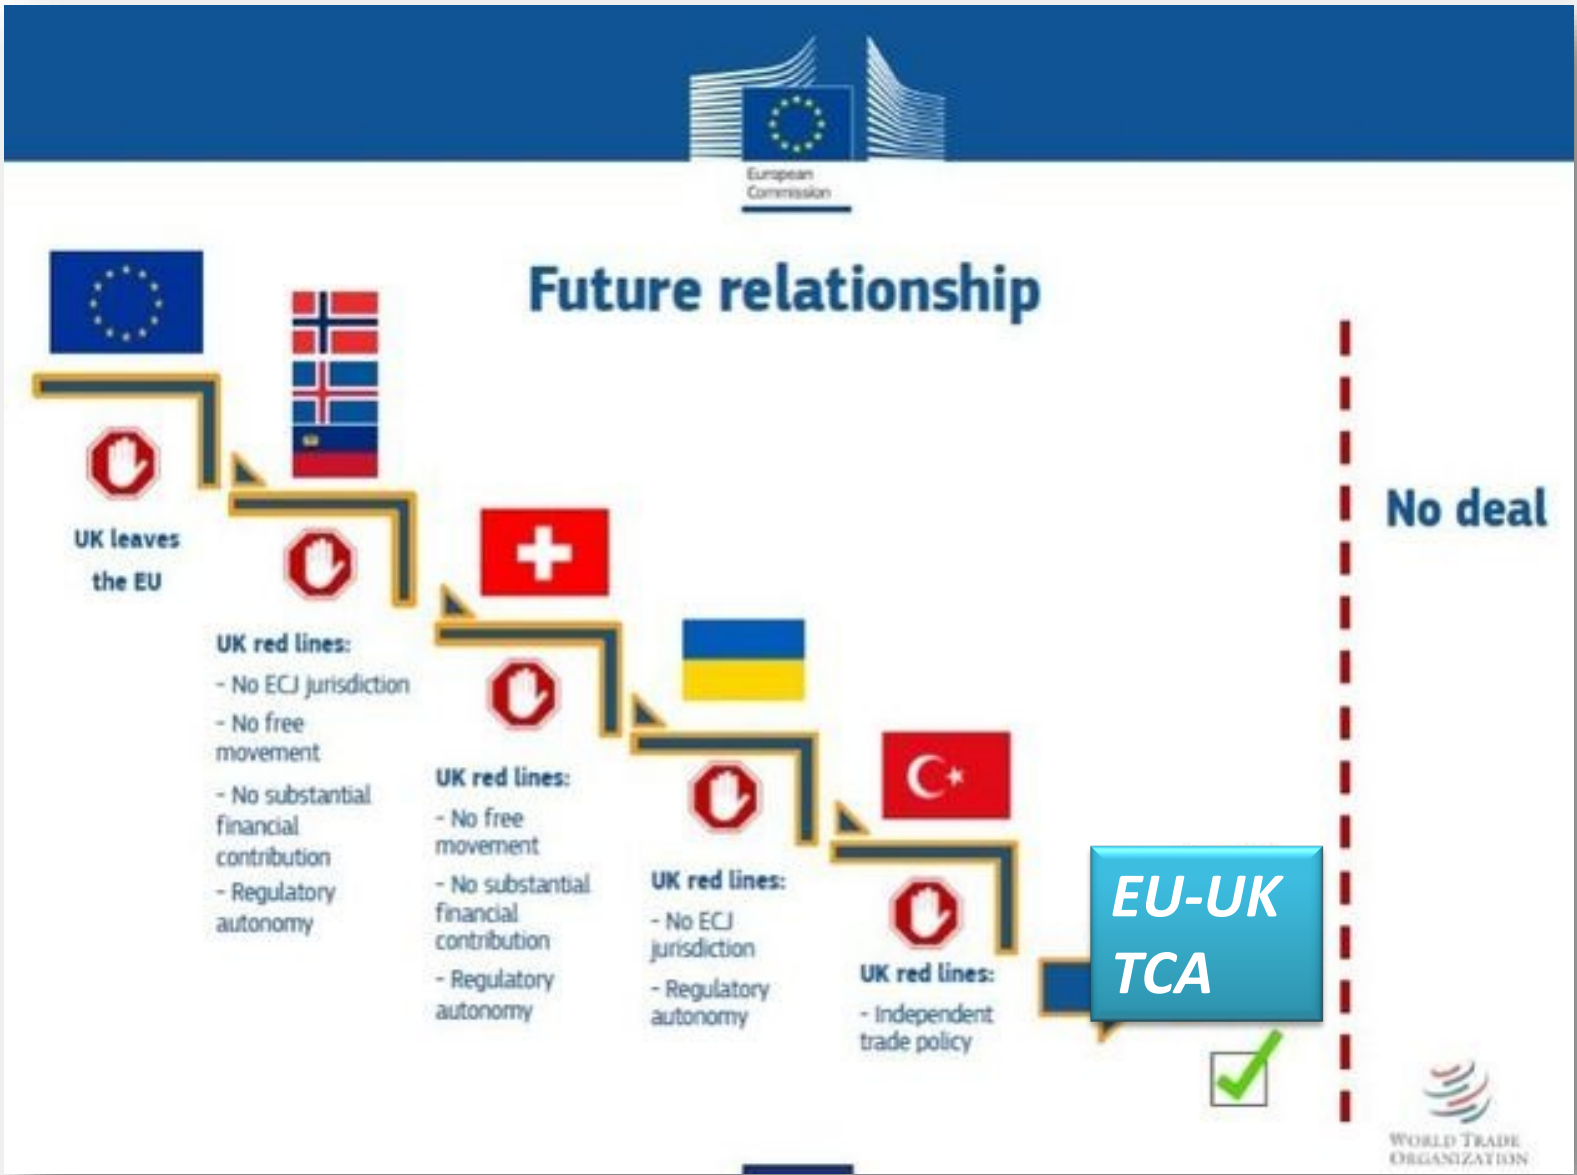 European
Commission
Future relationship
No deal
UK leaves
the EU
UK red lines:
- No ECJ jurisdiction
- No free
movement
- No substantial
financial
contribution
- Regulatory
autonomy
UK red lines:
- No free
movement
- No substantial
financial
contribution
- Regulatory
autonomy
UK red lines:
- No ECJ
jurisdiction
- Regulatory
autonomy
UK red lines:
- Independent
trade policy
EU-UK
TCA
WORLD TRADE
ORGANIZATION